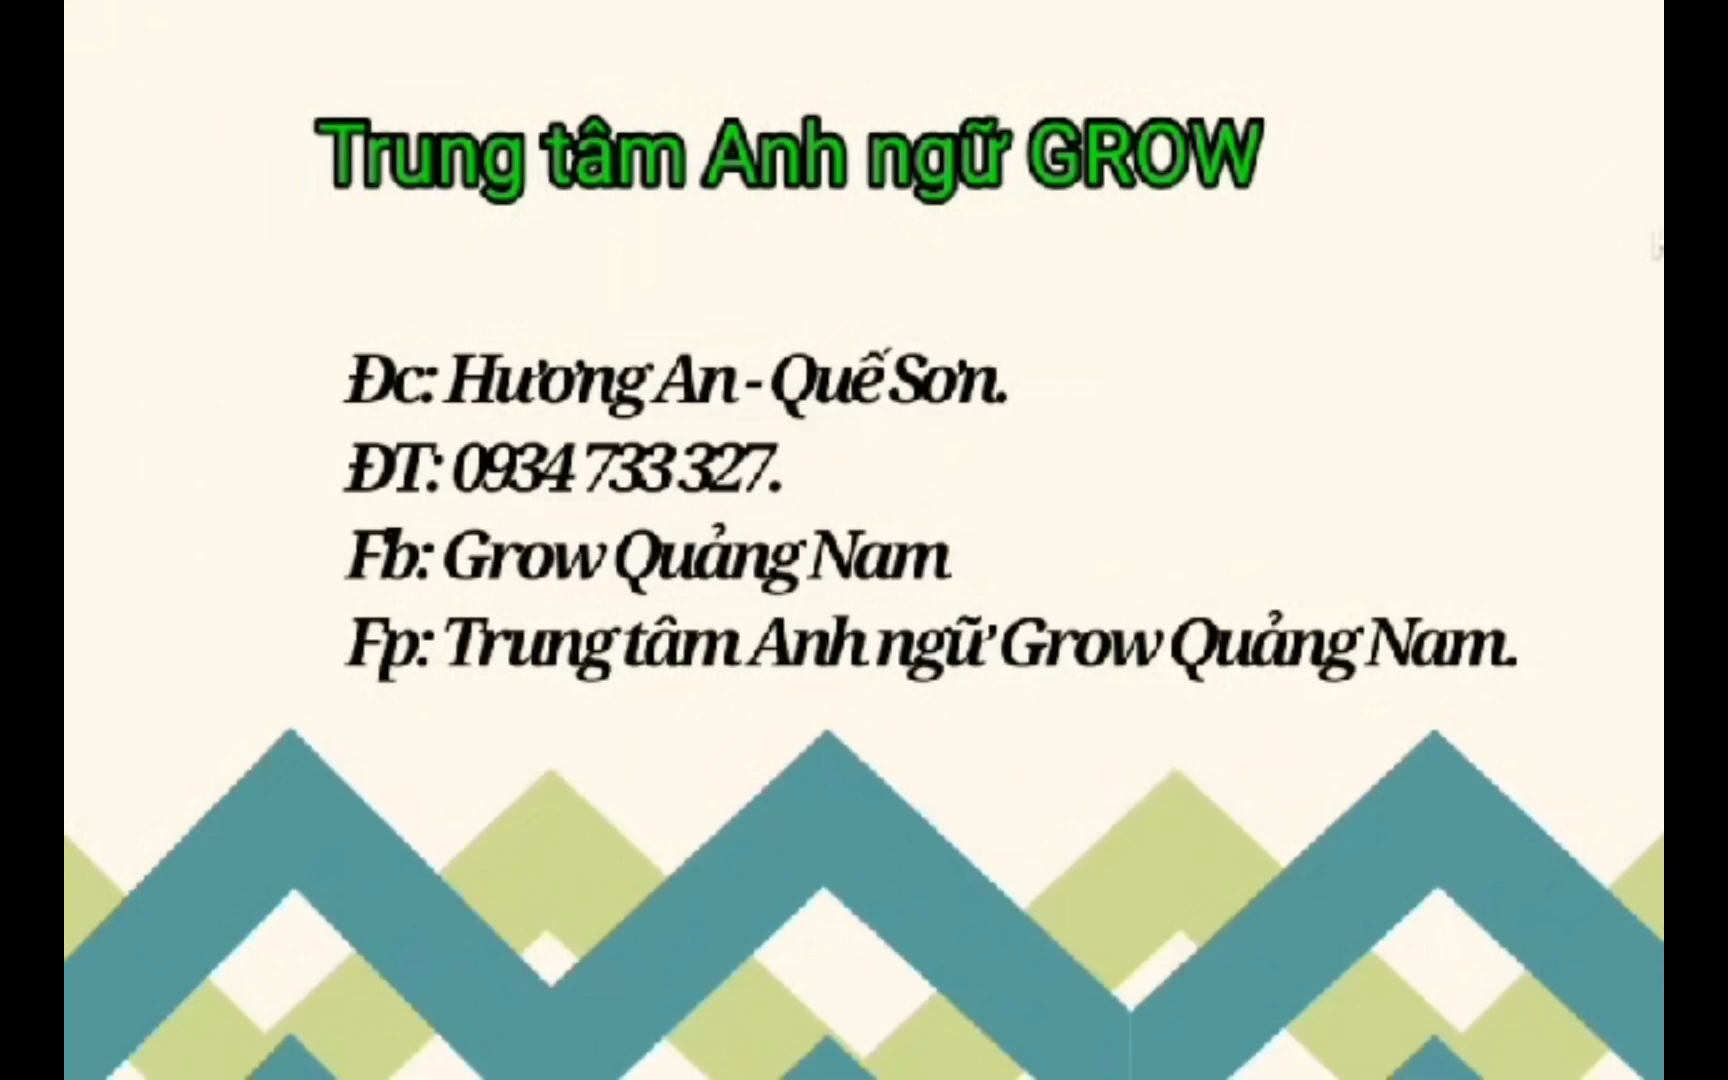 Trung tâm Anh ngữ GROW
Đc: Hương An - Quế Sơn.
ĐT: 0934 733 327.
Fb: Grow Quảng Nam
Fp: Trung tâm Anh ngữ Grow Quảng Nam.